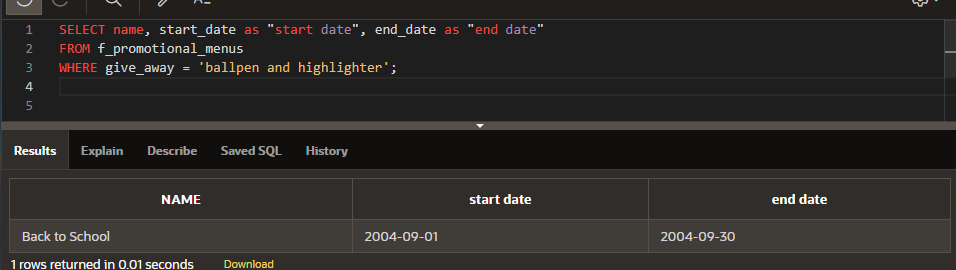 1 SELECT name, start_date as "start date", end_date as "end date"
2 FROM f_promotional_menus
3 WHERE give_away = 'ballpen and highlighter';
4
5
Results Explain Describe Saved SQL History
NAME start date end date
Back to School 2004-09-01 2004-09-30
1 rows returned in 0.01 seconds Download